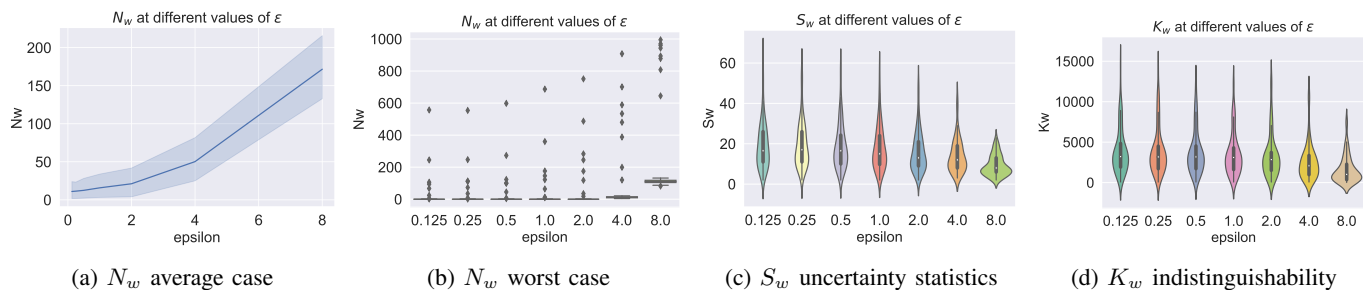 N_w at different values of ε
200
150
100
50
0
Nw
0 2 4 6 8
epsilon
(a) N_w average case
N_w at different values of ε
1000
800
600
400
200
0
Nw
0.125 0.25 0.5 1.0 2.0 4.0 8.0
epsilon
(b) N_w worst case
S_w at different values of ε
60
40
20
0
Sw
0.125 0.25 0.5 1.0 2.0 4.0 8.0
epsilon
(c) S_w uncertainty statistics
K_w at different values of ε
15000
10000
5000
0
Kw
0.125 0.25 0.5 1.0 2.0 4.0 8.0
epsilon
(d) K_w indistinguishability